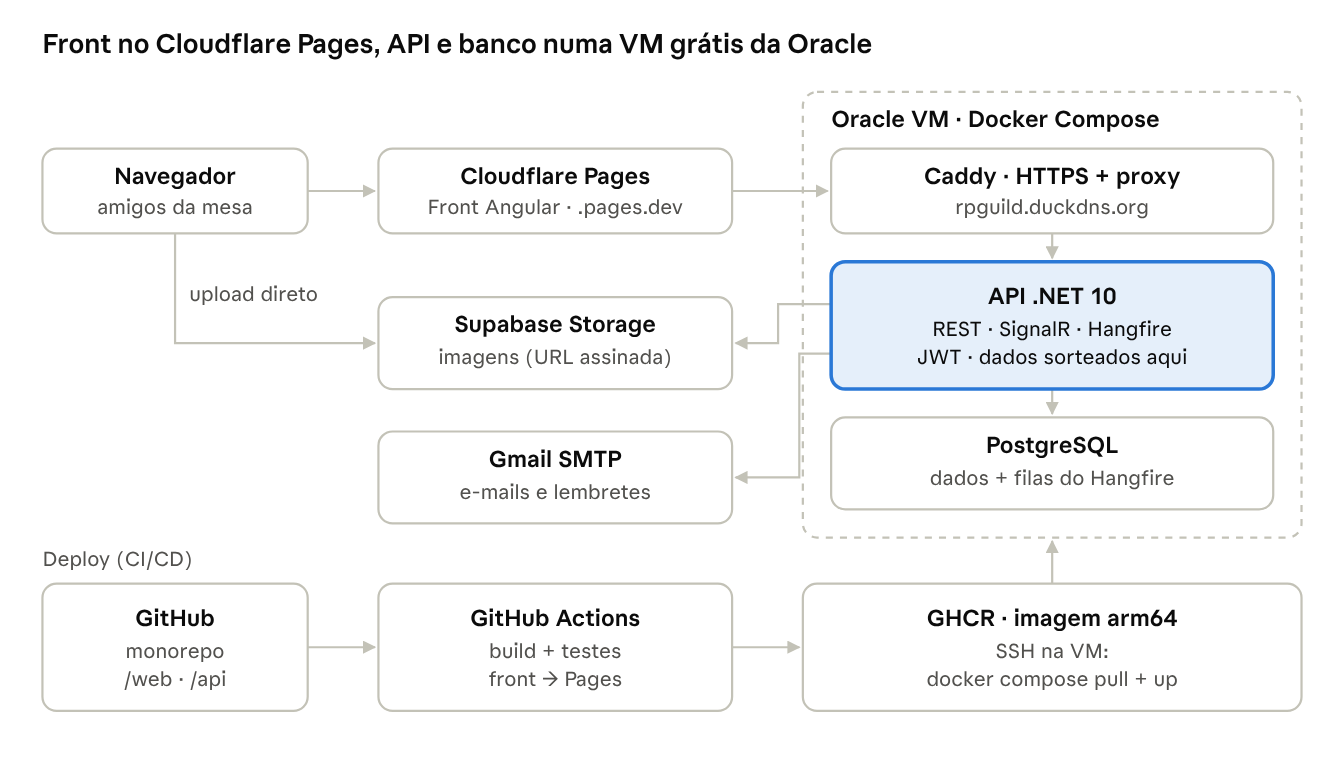 Front no Cloudflare Pages, API e banco numa VM grátis da Oracle
Oracle VM · Docker Compose
Navegador
amigos da mesa
Cloudflare Pages
Front Angular · .pages.dev
Caddy · HTTPS + proxy
rpguild.duckdns.org
upload direto
Supabase Storage
imagens (URL assinada)
API .NET 10
REST · SignalR · Hangfire
JWT · dados sorteados aqui
Gmail SMTP
e-mails e lembretes
PostgreSQL
dados + filas do Hangfire
Deploy (CI/CD)
GitHub
monorepo
/web · /api
GitHub Actions
build + testes
front → Pages
GHCR · imagem arm64
SSH na VM:
docker compose pull + up